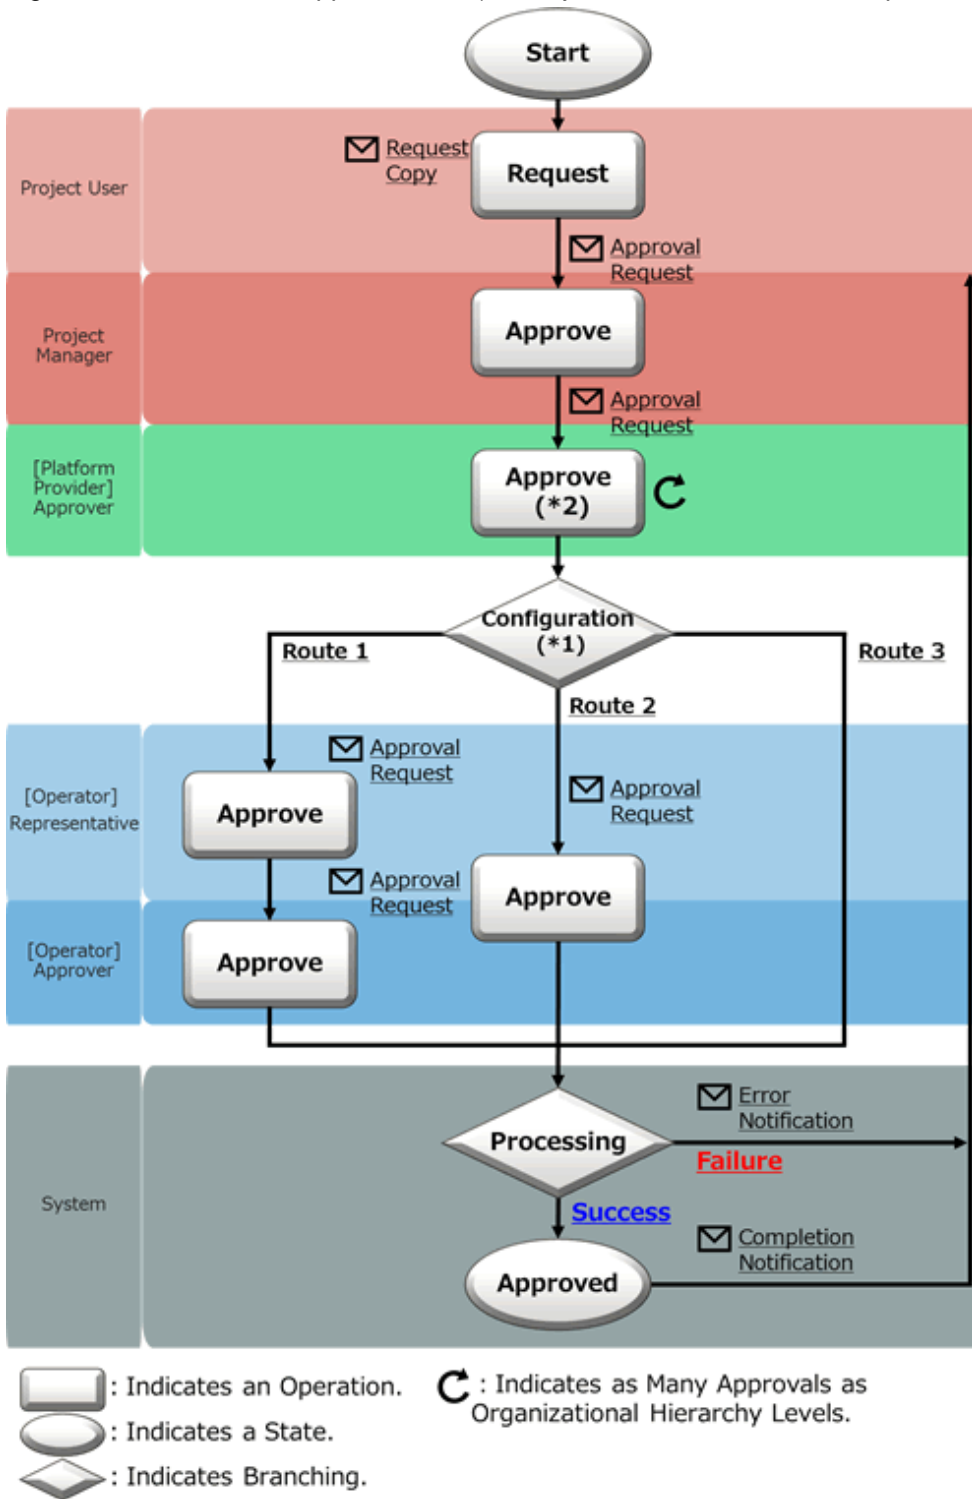 Start
Request
Copy
Request
Project User
Approval
Request
Project
Manager
Approve
Approval
Request
[Platform
Provider]
Approver
Approve
(*2)
Configuration
(*1)
Route 1
Route 3
Route 2
Approval
Request
Approval
Request
[Operator]
Representative
Approve
Approval
Request
Approve
[Operator]
Approver
Approve
Error
Notification
Processing
Failure
System
Success
Completion
Notification
Approved
: Indicates an Operation.
: Indicates as Many Approvals as
Organizational Hierarchy Levels.
: Indicates a State.
: Indicates Branching.